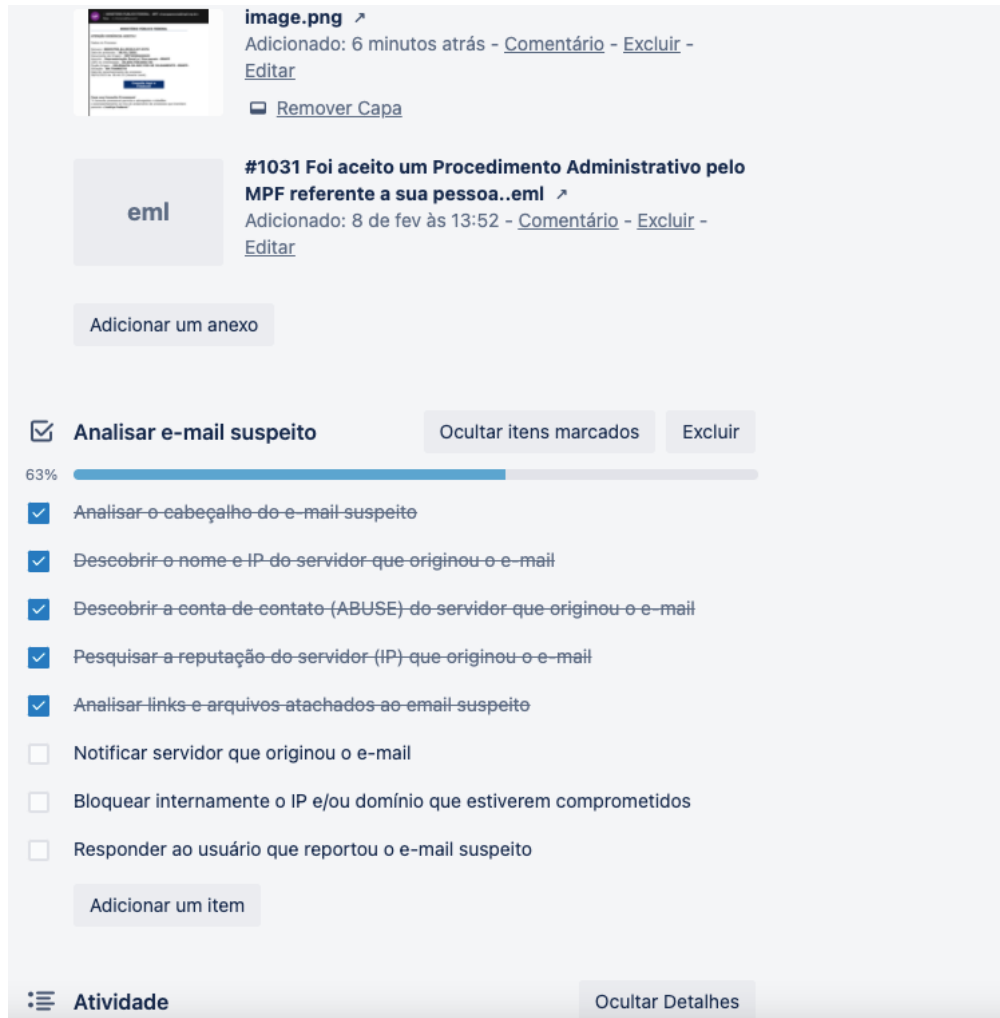 image.png ↗
Adicionado: 6 minutos atrás - Comentário - Excluir -
Editar
Remover Capa
#1031 Foi aceito um Procedimento Administrativo pelo
MPF referente a sua pessoa..eml ↗
eml
Adicionado: 8 de fev às 13:52 - Comentário - Excluir -
Editar
Adicionar um anexo
Analisar e-mail suspeito
Ocultar itens marcados
Excluir
63%
Analisar o cabeçalho do e-mail suspeito
Descobrir o nome e IP do servidor que originou o e-mail
Descobrir a conta de contato (ABUSE) do servidor que originou o e-mail
Pesquisar a reputação do servidor (IP) que originou o e-mail
Analisar links e arquivos atachados ao email suspeito
Notificar servidor que originou o e-mail
Bloquear internamente o IP e/ou domínio que estiverem comprometidos
Responder ao usuário que reportou o e-mail suspeito
Adicionar um item
Atividade
Ocultar Detalhes